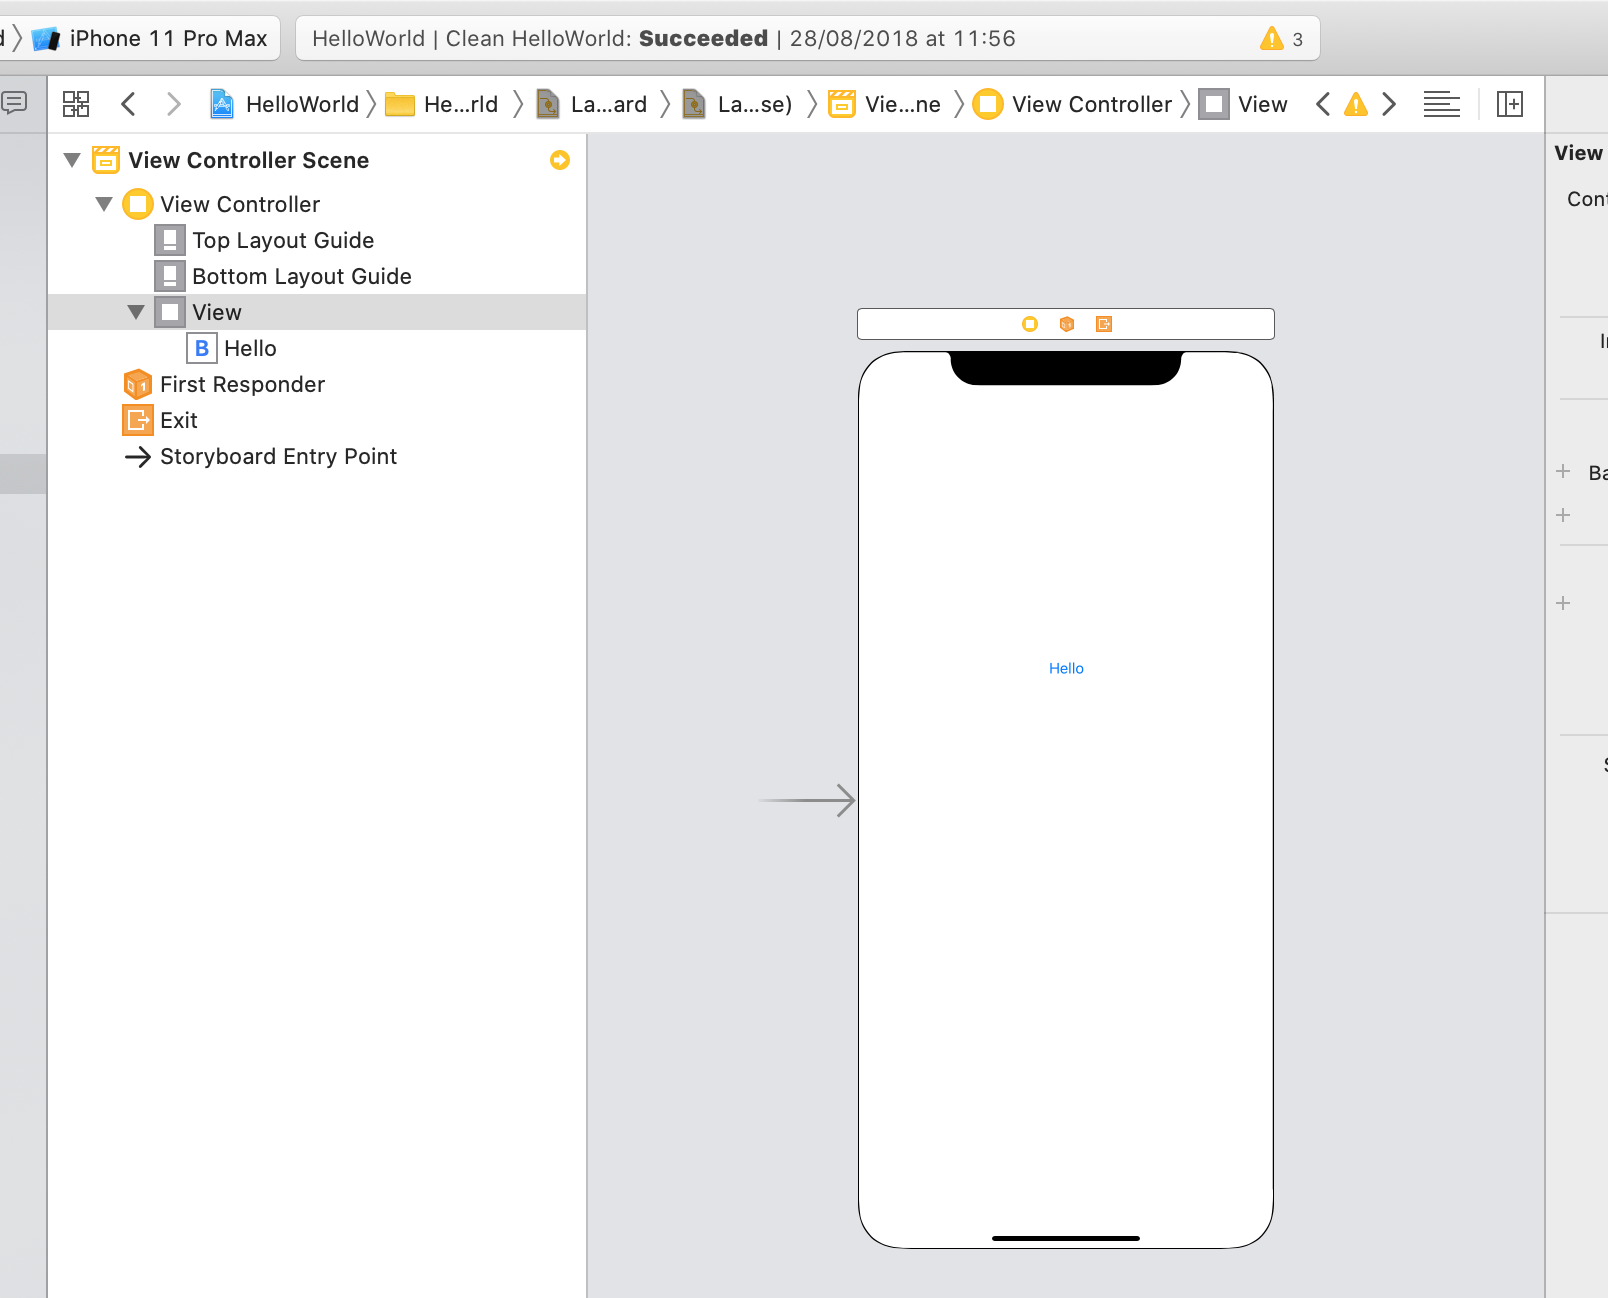 iPhone 11 Pro Max
HelloWorld | Clean HelloWorld: Succeeded | 28/08/2018 at 11:56
3
HelloWorld
He...rld
La...ard
La...se)
Vie...ne
View Controller
View
View Controller Scene
View Controller
Top Layout Guide
Bottom Layout Guide
View
B Hello
First Responder
Exit
Storyboard Entry Point
Hello
View
Cont
Ba